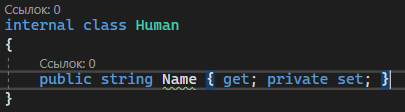 Ссылок: 0
internal class Human
{
Ссылок: 0
public string Name { get; private set; }
}